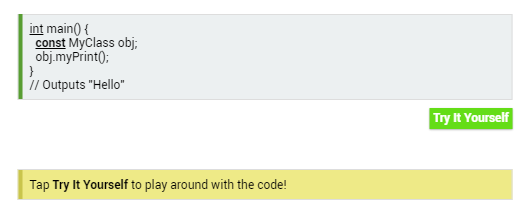 int main() {
const MyClass obj;
obj.myPrint();
}
// Outputs "Hello"
Try It Yourself
Tap Try It Yourself to play around with the code!